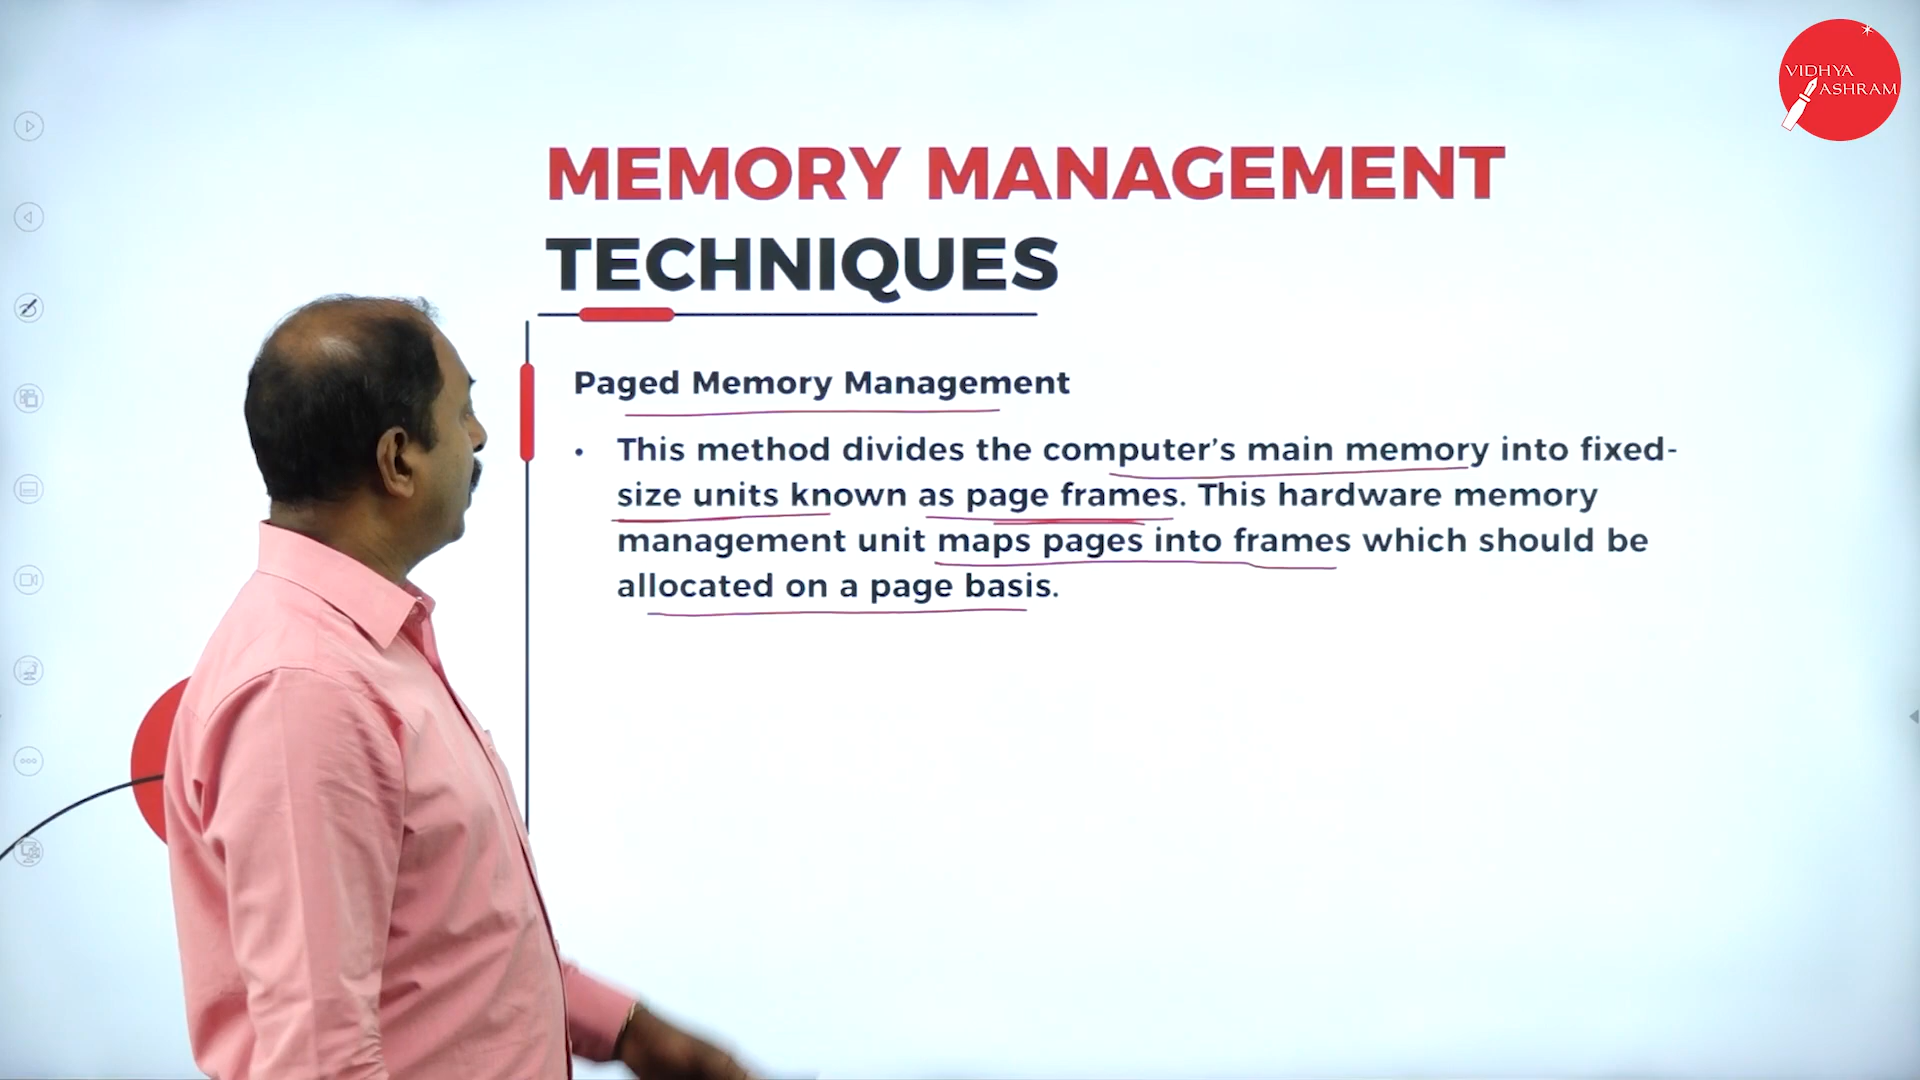 VIDHYA
ASHRAM
MEMORY MANAGEMENT
TECHNIQUES
Paged Memory Management
• This method divides the computer’s main memory into fixed-
size units known as page frames. This hardware memory
management unit maps pages into frames which should be
allocated on a page basis.